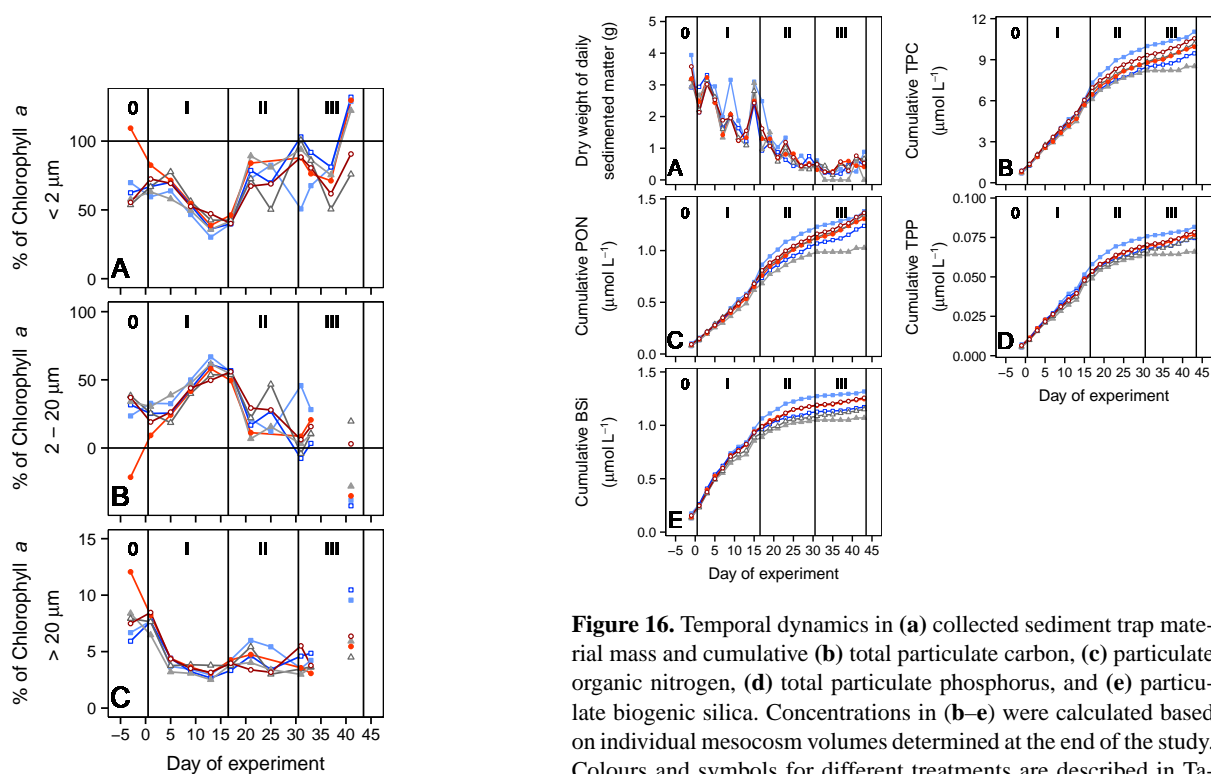 % of Chlorophyll a
< 2 µm
100
50
0
0
I
II
III
A
% of Chlorophyll a
2 – 20 µm
100
50
0
0
I
II
III
B
% of Chlorophyll a
> 20 µm
15
10
5
0
0
I
II
III
C
−5 0 5 10 15 20 25 30 35 40 45
Day of experiment
Dry weight of daily
sedimented matter (g)
5
4
3
2
1
0
0
I
II
III
A
Cumulative TPC
(µmol L−1)
12
9
6
3
0
0
I
II
III
B
Cumulative PON
(µmol L−1)
1.5
1.0
0.5
0.0
0
I
II
III
C
Cumulative TPP
(µmol L−1)
0.100
0.075
0.050
0.025
0.000
0
I
II
III
D
−5 0 5 10 15 20 25 30 35 40 45
Day of experiment
Cumulative BSi
(µmol L−1)
1.5
1.0
0.5
0.0
0
I
II
III
E
−5 0 5 10 15 20 25 30 35 40 45
Day of experiment
Figure 16. Temporal dynamics in (a) collected sediment trap mate-
rial mass and cumulative (b) total particulate carbon, (c) particulate
organic nitrogen, (d) total particulate phosphorus, and (e) particu-
late biogenic silica. Concentrations in (b–e) were calculated based
on individual mesocosm volumes determined at the end of the study.
Colours and symbols for different treatments are described in Ta-